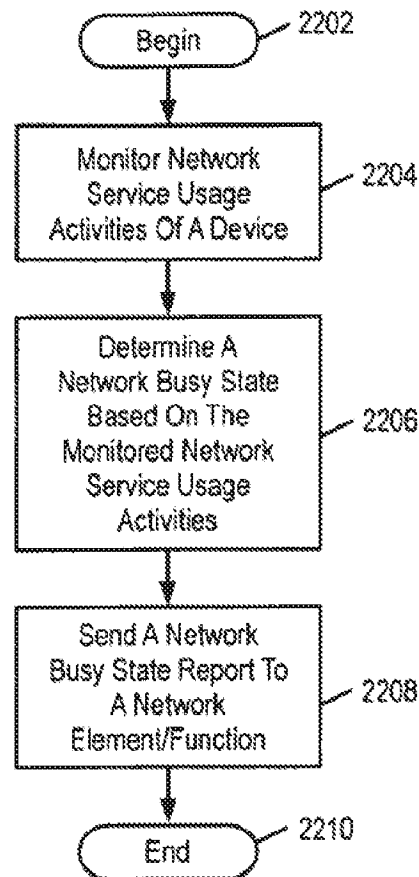 Begin
2202
Monitor Network
Service Usage
Activities Of A Device
2204
Determine A
Network Busy State
Based On The
Monitored Network
Service Usage
Activities
2206
Send A Network
Busy State Report To
A Network
Element/Function
2208
End
2210